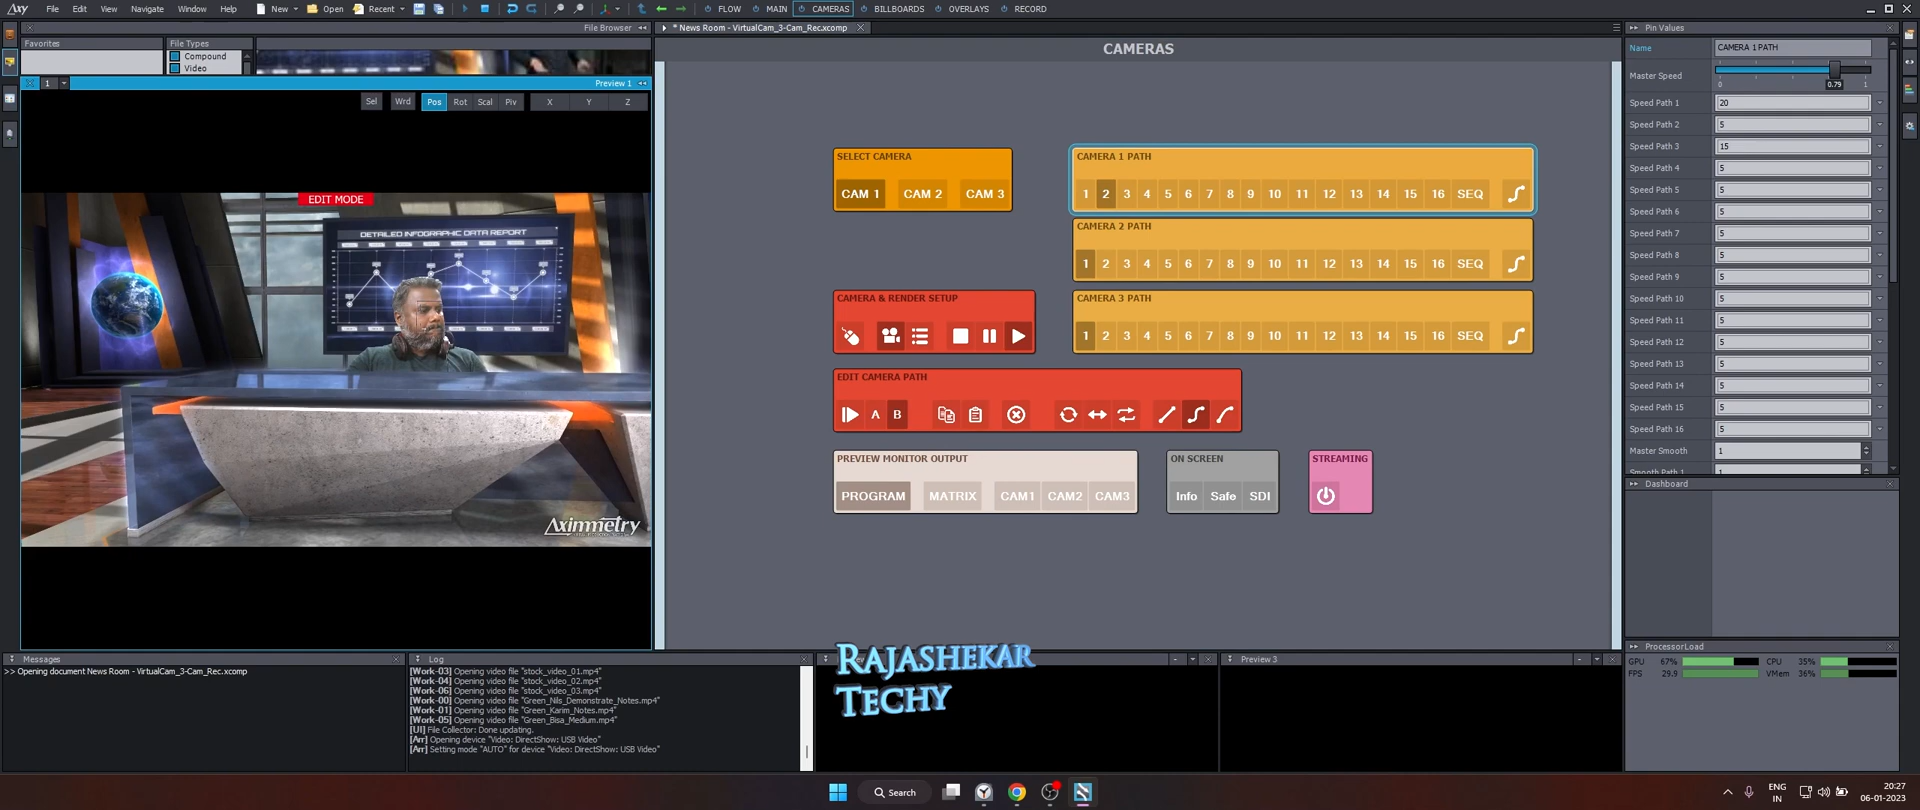 Axy File Edit View Navigate Window Help New Open Recent FLOW MAIN CAMERAS BILLBOARDS OVERLAYS RECORD
File Browser
* News Room - VirtualCam_3-Cam_Rec.xcomp
Pin Values
Favorites
File Types
Compound
Video
1
Preview 1
Sel Wrd Pos Rot Scal Piv X Y Z
EDIT MODE
DETAILED INFOGRAPHIC DATA REPORT
Aximmetry
CAMERAS
SELECT CAMERA
CAM 1 CAM 2 CAM 3
CAMERA 1 PATH
1 2 3 4 5 6 7 8 9 10 11 12 13 14 15 16 SEQ
CAMERA 2 PATH
1 2 3 4 5 6 7 8 9 10 11 12 13 14 15 16 SEQ
CAMERA & RENDER SETUP
CAMERA 3 PATH
1 2 3 4 5 6 7 8 9 10 11 12 13 14 15 16 SEQ
EDIT CAMERA PATH
A B
PREVIEW MONITOR OUTPUT
PROGRAM MATRIX CAM1 CAM2 CAM3
ON SCREEN
Info Safe SDI
STREAMING
Name CAMERA 1 PATH
Master Speed
0 0.79 1
Speed Path 1 20
Speed Path 2 5
Speed Path 3 15
Speed Path 4 5
Speed Path 5 5
Speed Path 6 5
Speed Path 7 5
Speed Path 8 5
Speed Path 9 5
Speed Path 10 5
Speed Path 11 5
Speed Path 12 5
Speed Path 13 5
Speed Path 14 5
Speed Path 15 5
Speed Path 16 5
Master Smooth 1
Smooth Path 1 1
Dashboard
ProcessorLoad
GPU 67% CPU 35%
FPS 29.9 VMem 36%
Messages
>> Opening document News Room - VirtualCam_3-Cam_Rec.xcomp
Log
[Work-03] Opening video file "stock_video_01.mp4"
[Work-04] Opening video file "stock_video_02.mp4"
[Work-06] Opening video file "stock_video_03.mp4"
[Work-00] Opening video file "Green_Nils_Demonstrate_Notes.mp4"
[Work-01] Opening video file "Green_Karim_Notes.mp4"
[Work-05] Opening video file "Green_Bisa_Medium.mp4"
[UI] File Collector: Done updating.
[Arr] Opening device "Video: DirectShow: USB Video"
[Arr] Setting mode "AUTO" for device "Video: DirectShow: USB Video"
RAJASHEKAR
TECHY
Preview 3
Search
ENG
IN
20:27
06-01-2023